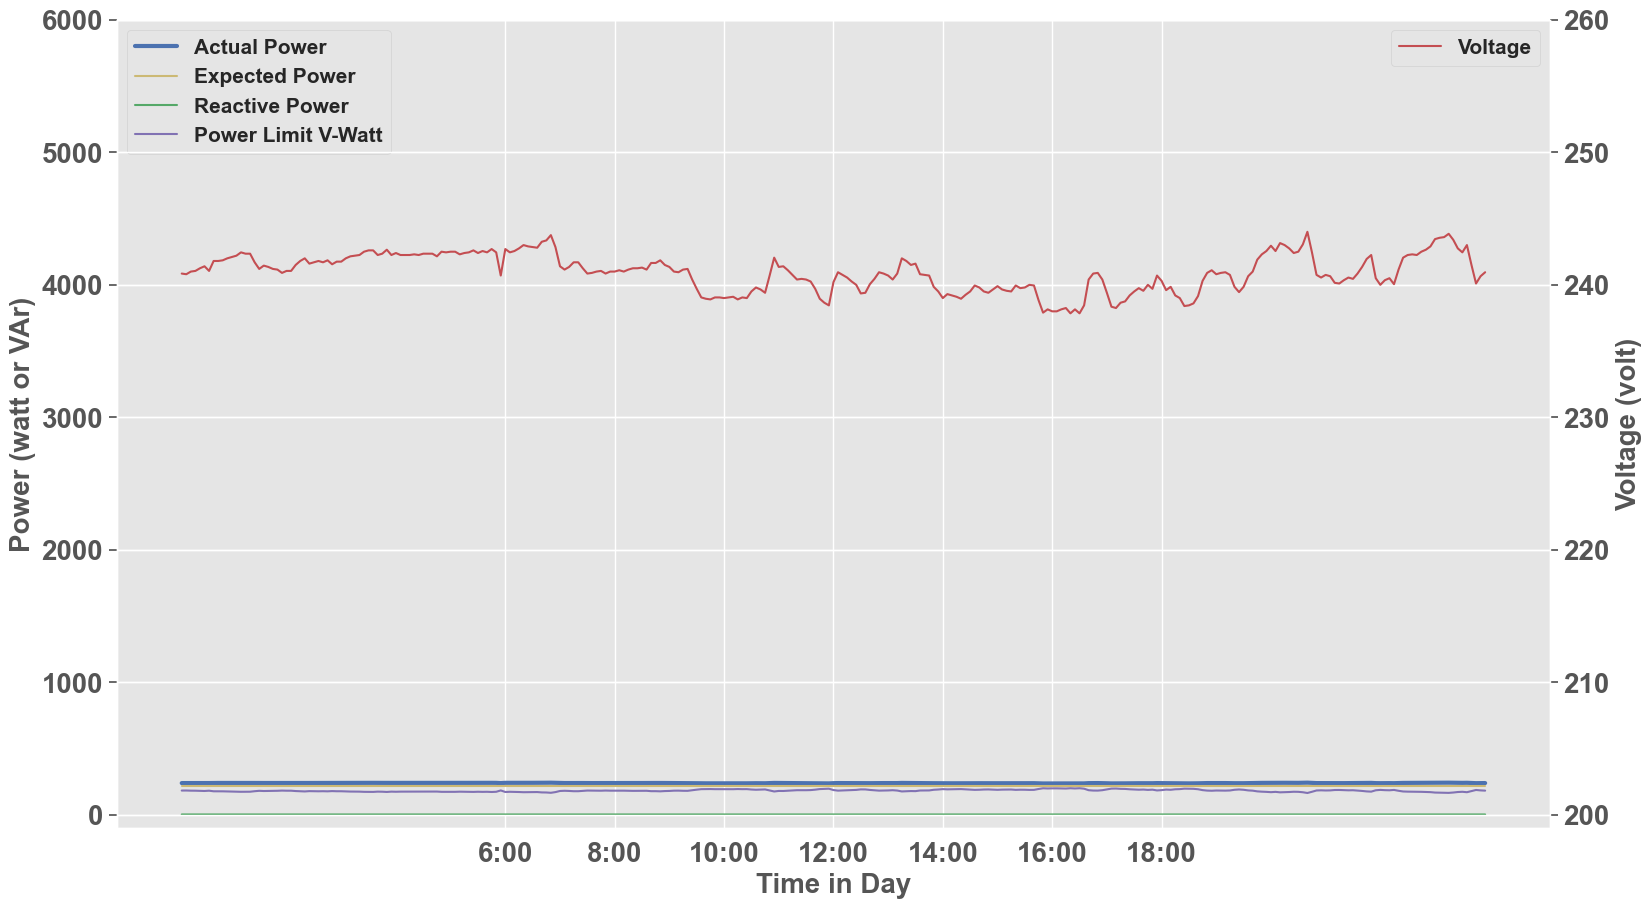 6000
5000
4000
3000
2000
1000
0
Power (watt or VAr)
Actual Power
Expected Power
Reactive Power
Power Limit V-Watt
Voltage
260
250
240
230
220
210
200
Voltage (volt)
6:00 8:00 10:00 12:00 14:00 16:00 18:00
Time in Day